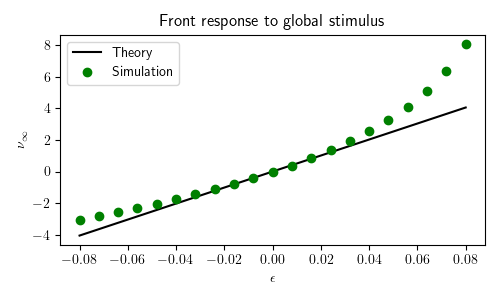 Front response to global stimulus
Theory
Simulation
8
6
4
2
0
−2
−4
ν∞
−0.08 −0.06 −0.04 −0.02 0.00 0.02 0.04 0.06 0.08
ϵ